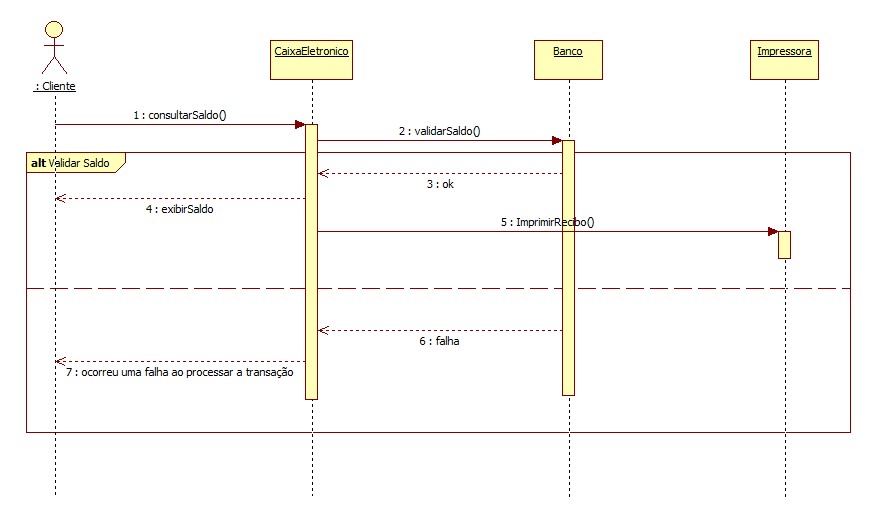 CaixaEletronico
Banco
Impressora
: Cliente
1 : consultarSaldo()
2 : validarSaldo()
alt Validar Saldo
3 : ok
4 : exibirSaldo
5 : ImprimirRecibo()
6 : falha
7 : ocorreu uma falha ao processar a transação